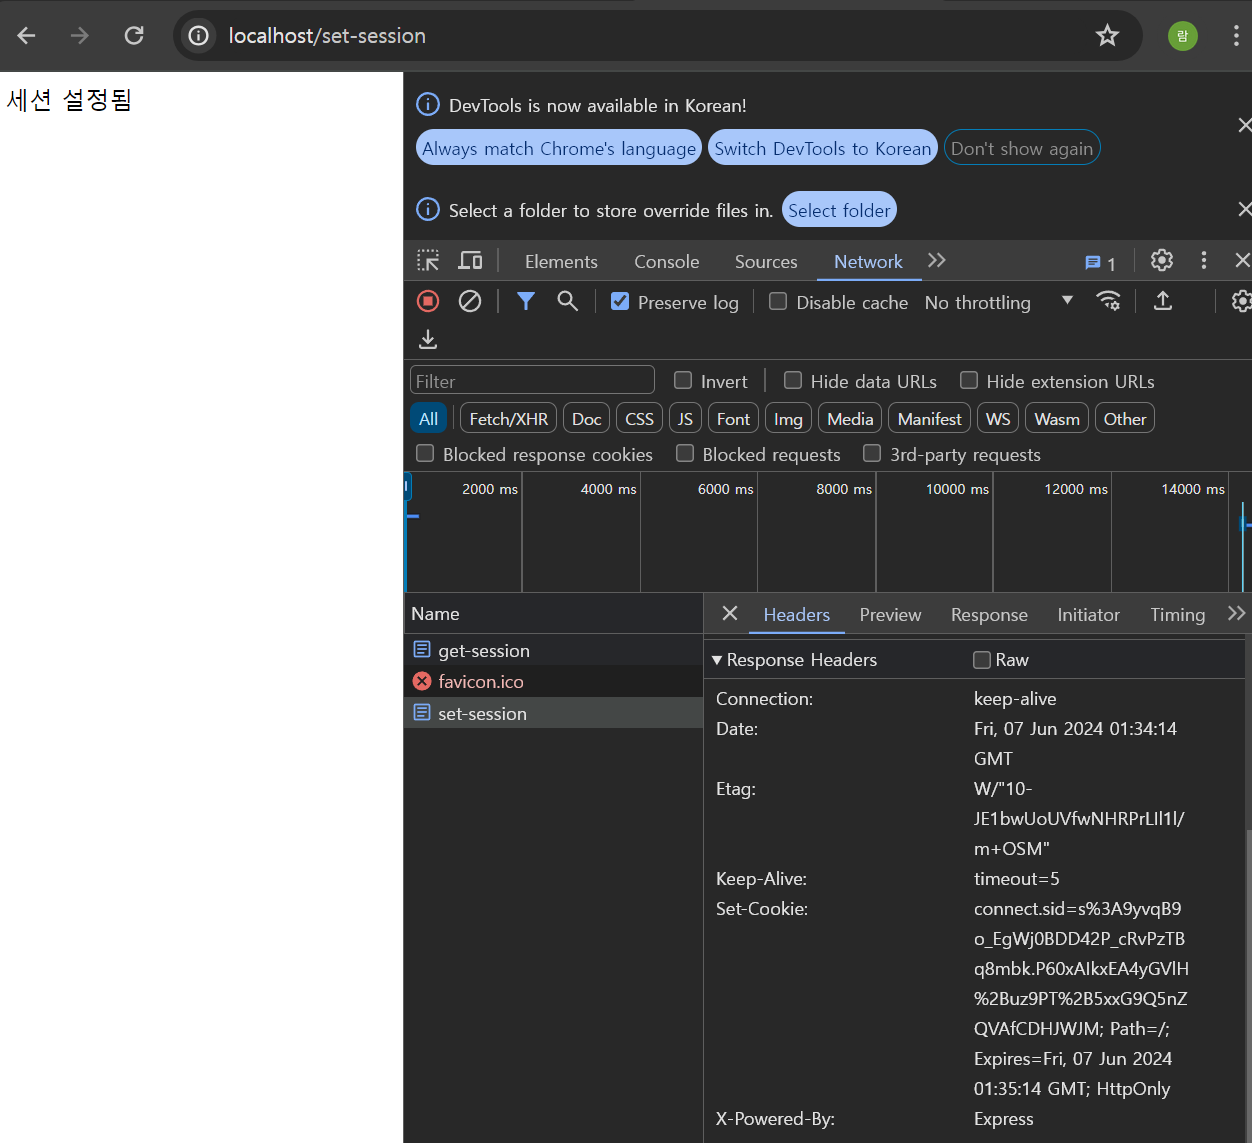 localhost/set-session
람
세션 설정됨
DevTools is now available in Korean!
Always match Chrome's language Switch DevTools to Korean Don't show again
Select a folder to store override files in. Select folder
Elements Console Sources Network 1
Preserve log Disable cache No throttling
Filter Invert Hide data URLs Hide extension URLs
All Fetch/XHR Doc CSS JS Font Img Media Manifest WS Wasm Other
Blocked response cookies Blocked requests 3rd-party requests
2000 ms 4000 ms 6000 ms 8000 ms 10000 ms 12000 ms 14000 ms
Name
get-session
favicon.ico
set-session
Headers Preview Response Initiator Timing
Response Headers Raw
Connection: keep-alive
Date: Fri, 07 Jun 2024 01:34:14
GMT
Etag: W/"10-
JE1bwUoUVfwNHRPrLIl1l/
m+OSM"
Keep-Alive: timeout=5
Set-Cookie: connect.sid=s%3A9yvqB9
o_EgWj0BDD42P_cRvPzTB
q8mbk.P60xAIkxEA4yGVlH
%2Buz9PT%2B5xxG9Q5nZ
QVAfCDHJWJM; Path=/;
Expires=Fri, 07 Jun 2024
01:35:14 GMT; HttpOnly
X-Powered-By: Express